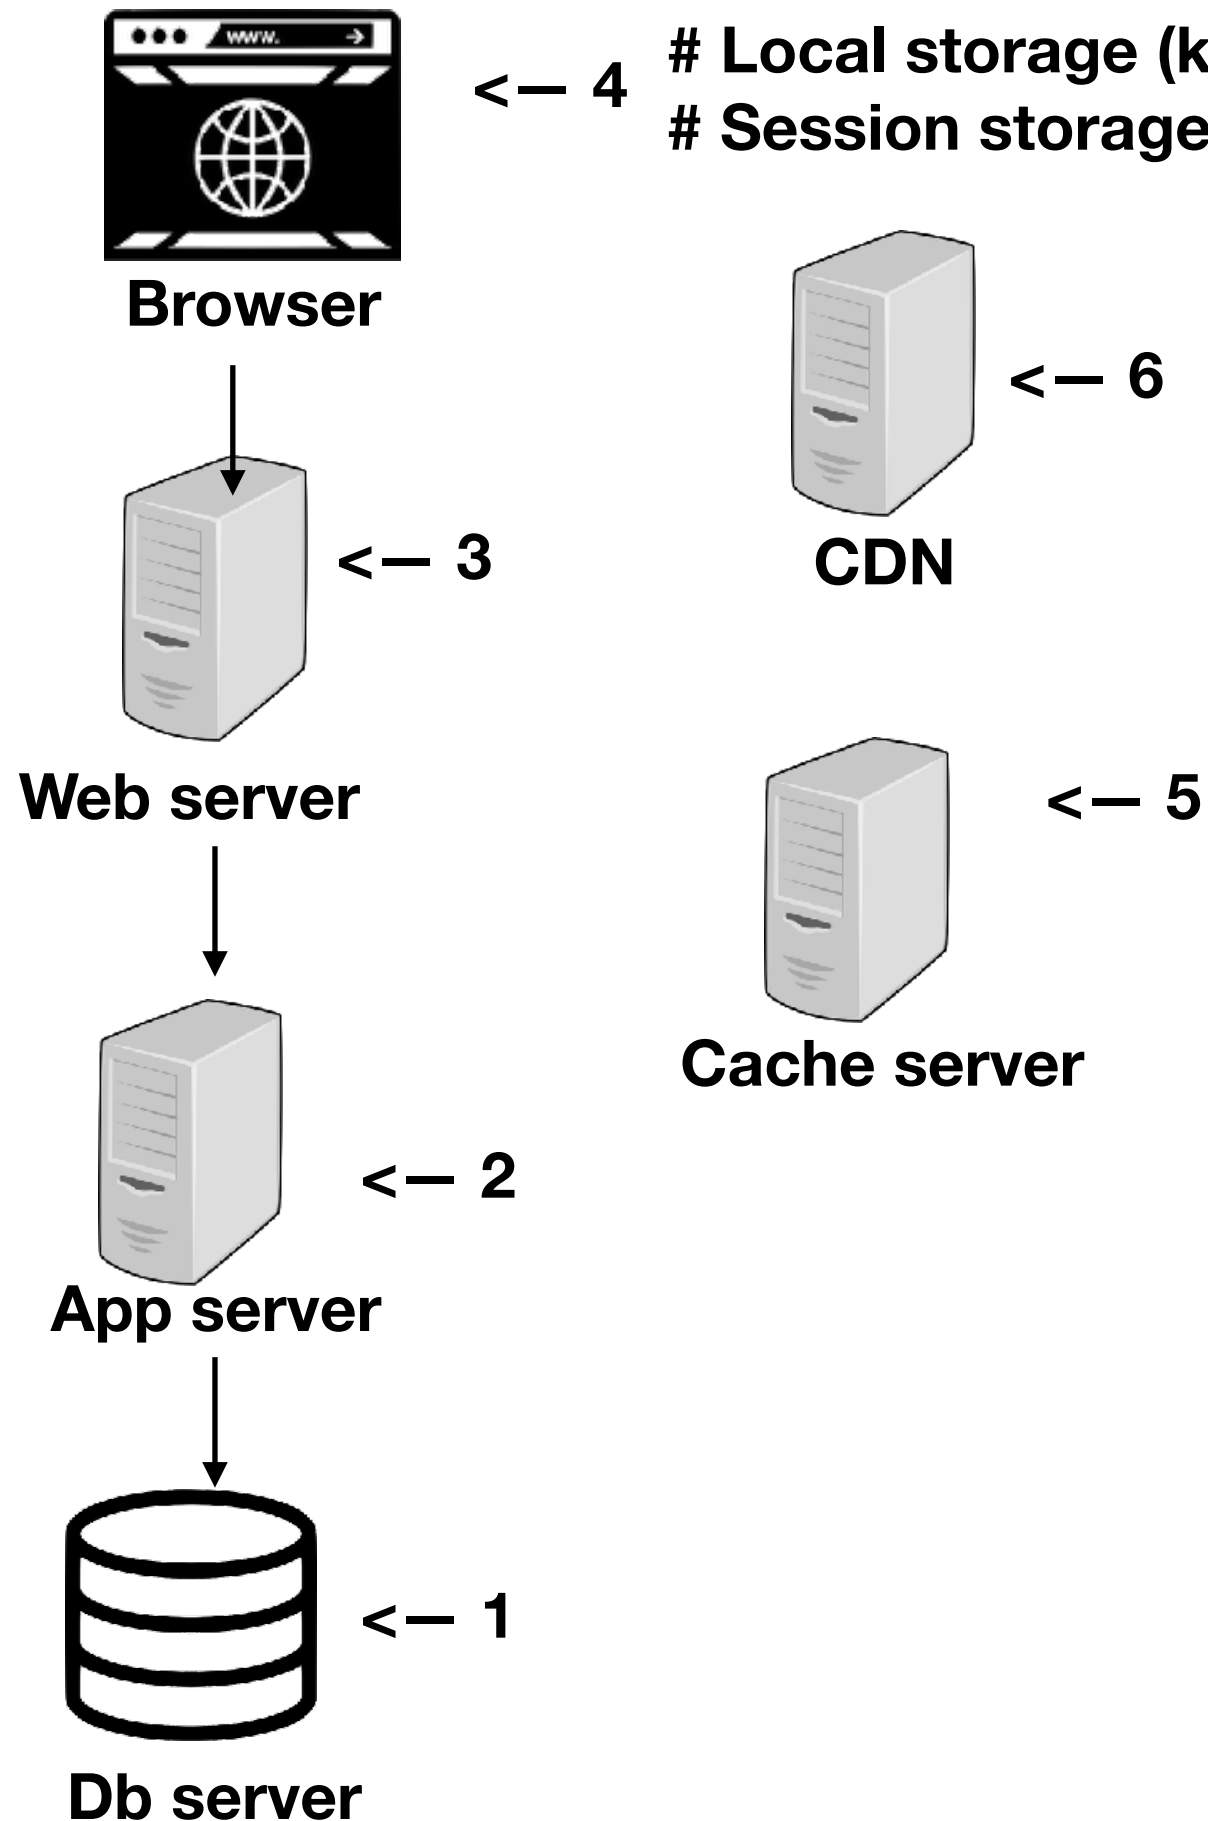 www.
<— 4
# Local storage (k
# Session storage
Browser
<— 6
<— 3
CDN
Web server
<— 5
Cache server
<— 2
App server
<— 1
Db server